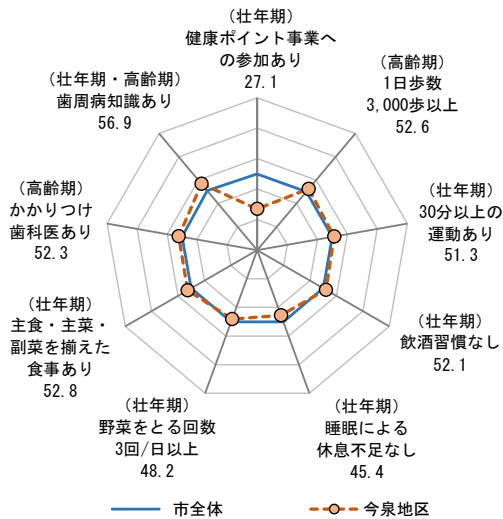 （壮年期）
健康ポイント事業へ
の参加あり
27.1
（高齢期）
1日歩数
3,000歩以上
52.6
（壮年期）
30分以上の
運動あり
51.3
（壮年期）
飲酒習慣なし
52.1
（壮年期）
睡眠による
休息不足なし
45.4
（壮年期）
野菜をとる回数
3回/日以上
48.2
（壮年期）
主食・主菜・
副菜を揃えた
食事あり
52.8
（高齢期）
かかりつけ
歯科医あり
52.3
（壮年期・高齢期）
歯周病知識あり
56.9
市全体
今泉地区